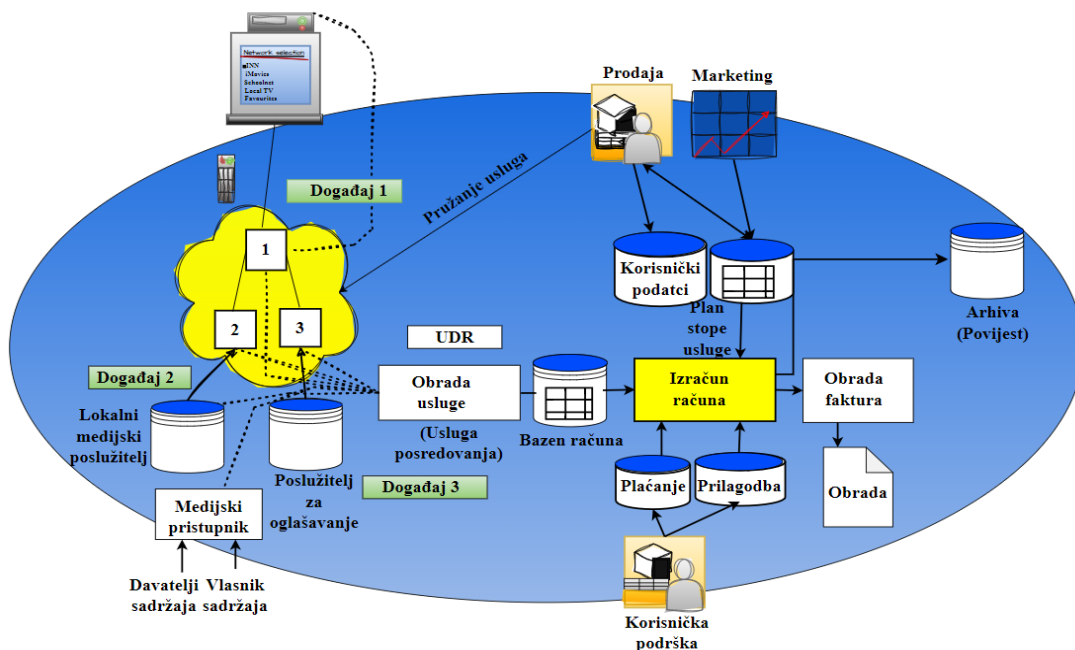 Network selection
INN
iMovies
Schoolnet
Local TV
Favourites
Prodaja
Marketing
Događaj 1
Pružanje usluga
1
2
3
Korisnički
podatci
Plan
stope
usluge
Arhiva
(Povijest)
UDR
Događaj 2
Lokalni
medijski
poslužitelj
Obrada
usluge
(Usluga
posredovanja)
Bazen računa
Izračun
računa
Obrada
faktura
Poslužitelj
za
oglašavanje
Događaj 3
Plaćanje
Prilagodba
Obrada
Medijski
pristupnik
Davatelji
sadržaja
Vlasnik
sadržaja
Korisnička
podrška